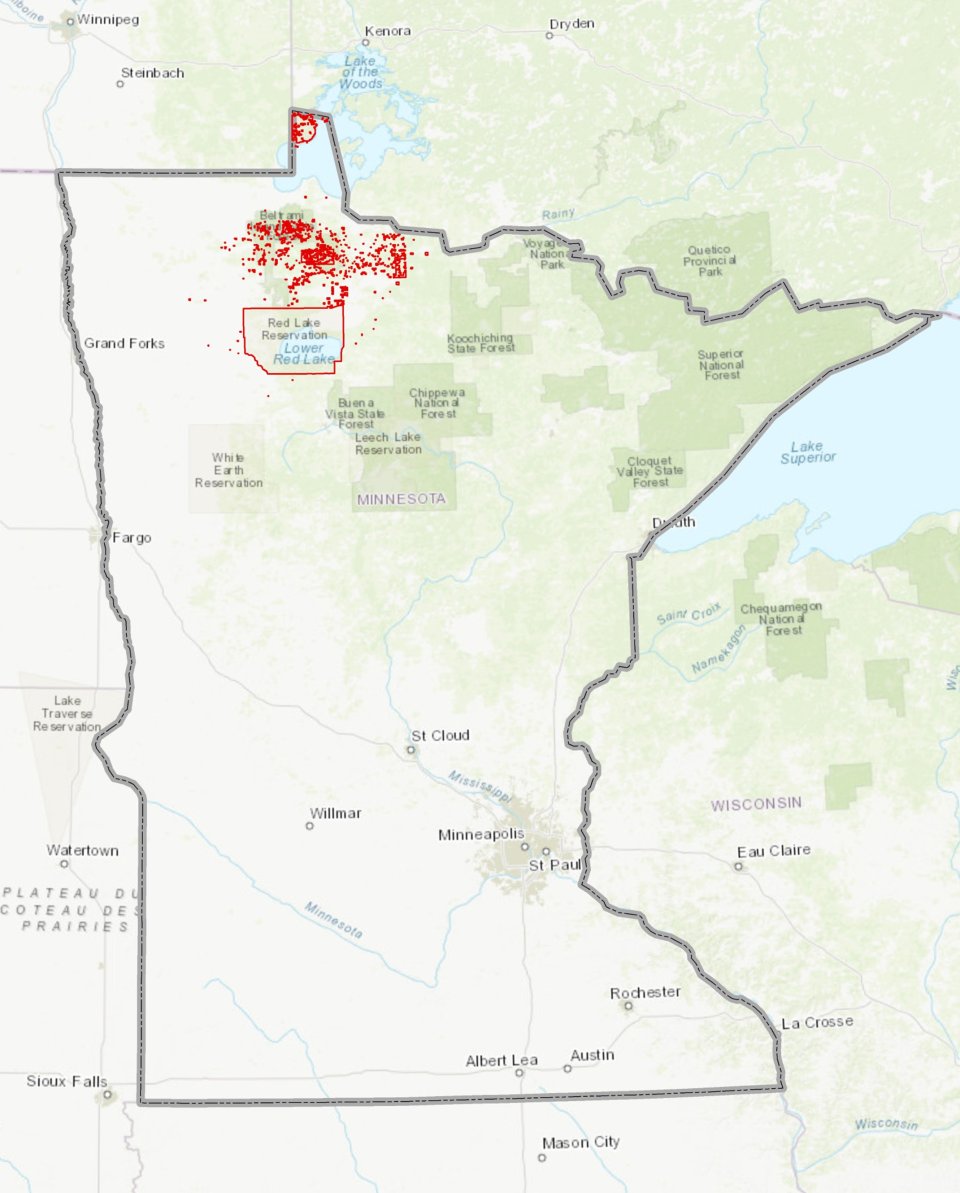 Winnipeg
Dryden
Kenora
Lake
of the
Woods
Steinbach
Rainy
Beltrami
Quetico
Provincial
Park
Red Lake
Reservation
Lower
Red Lake
Grand Forks
Koochiching
State Forest
Superior
National
Forest
Chippewa
National
Forest
Buena
Vista State
Forest
Leech Lake
Reservation
White
Earth
Reservation
Cloquet
Valley State
Forest
Lake
Superior
MINNESOTA
Fargo
Saint Croix
Namekagon
Chequamegon
National
Forest
Lake
Traverse
Reservation
St Cloud
Mississippi
WISCONSIN
Willmar
Minneapolis
St Paul
Eau Claire
Watertown
PLATEAU DU
COTEAU DES
PRAIRIES
Minnesota
Rochester
La Crosse
Albert Lea
Austin
Sioux Falls
Mason City
Wisconsin